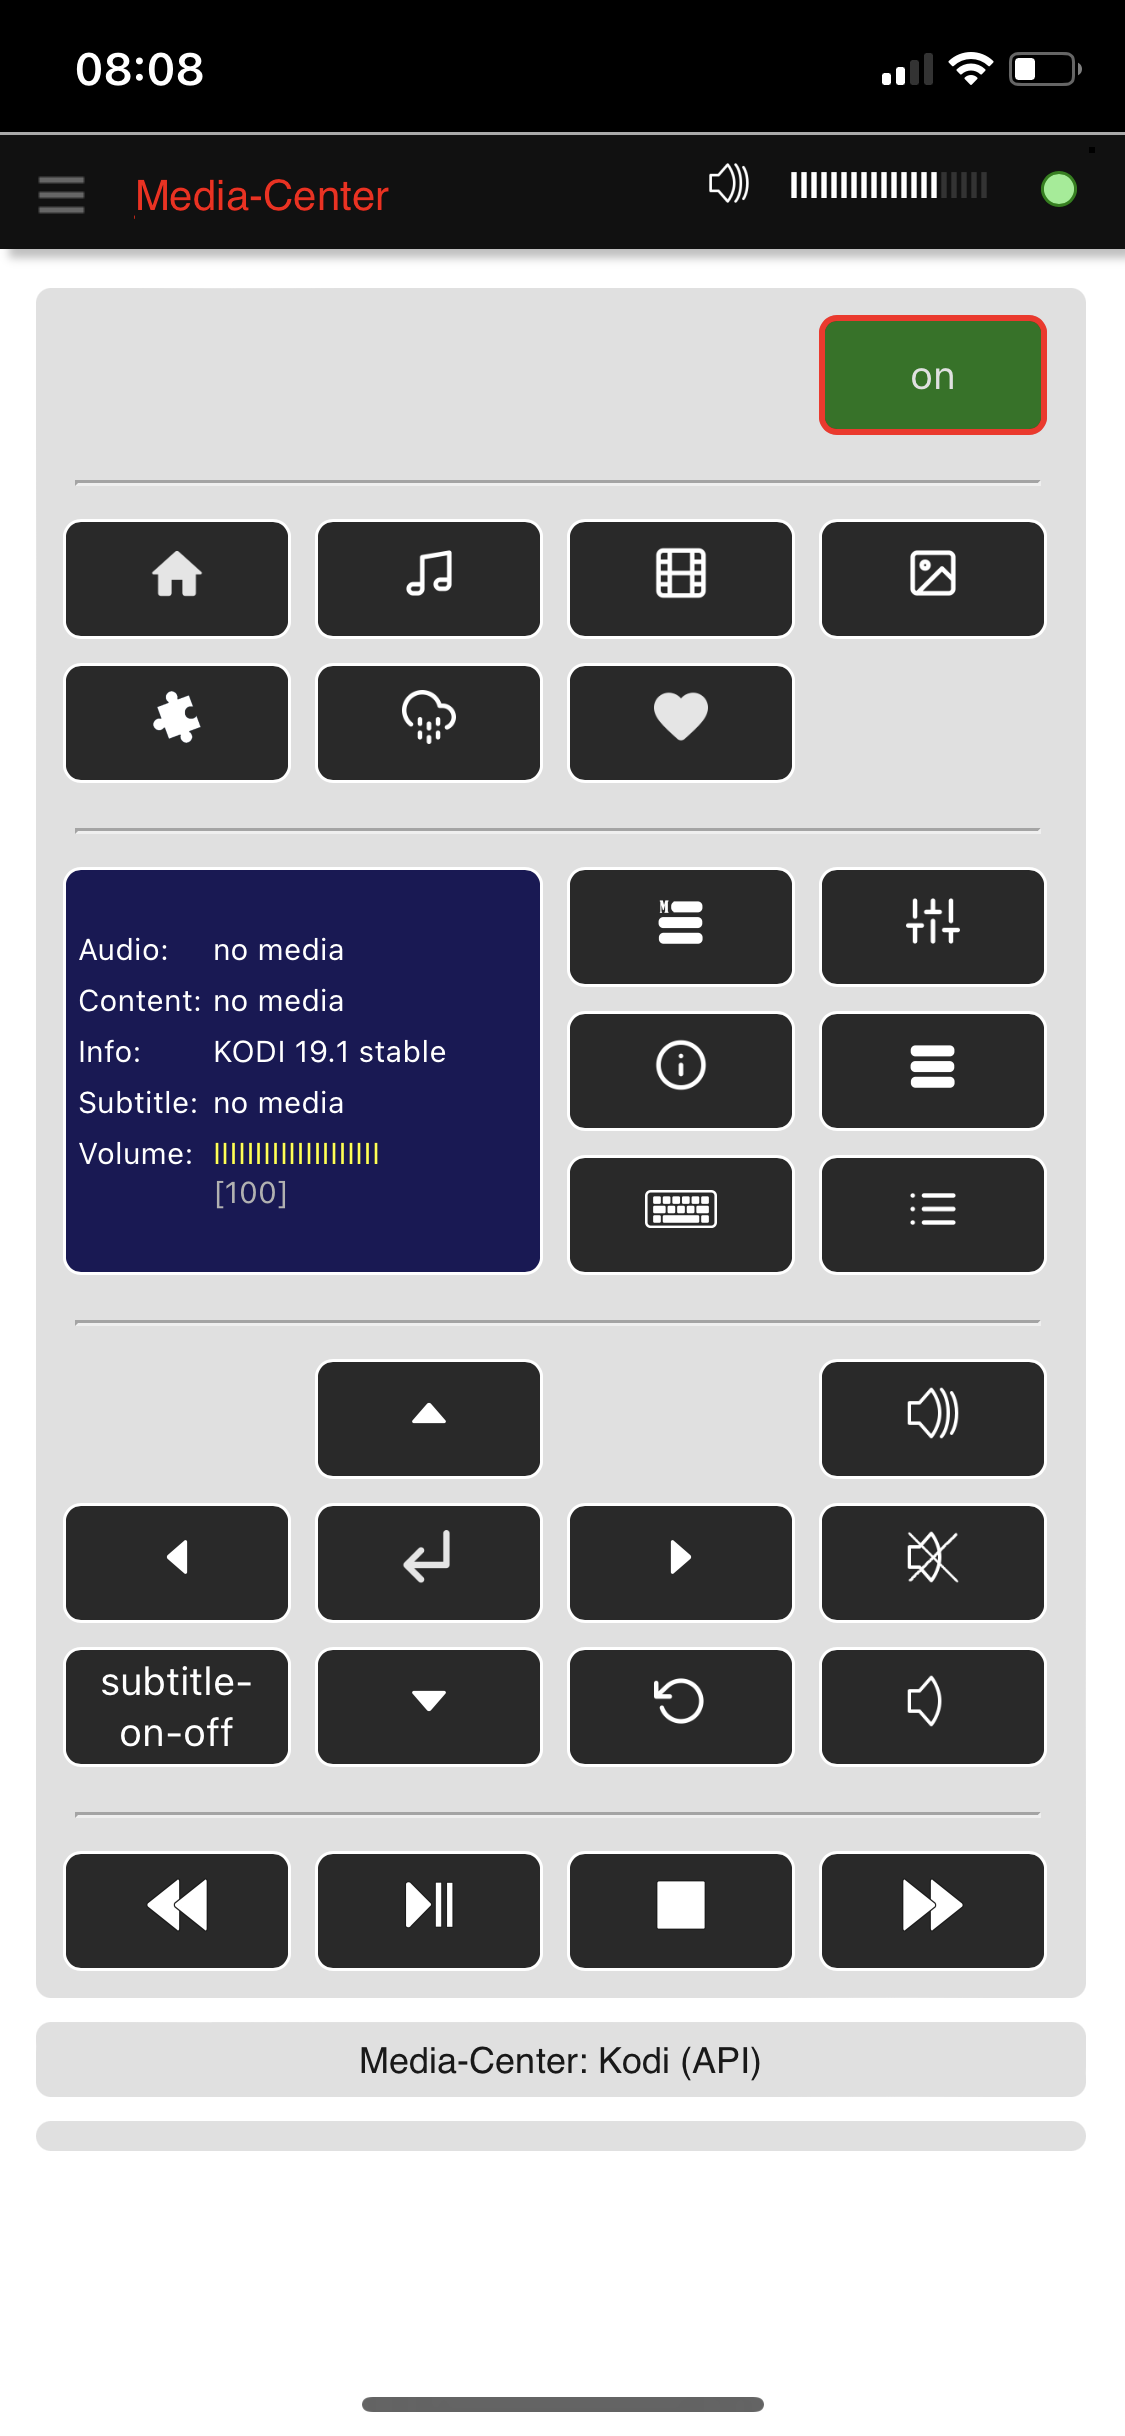 08:08
Media-Center
on
Audio: no media
Content: no media
Info: KODI 19.1 stable
Subtitle: no media
Volume: ||||||||||||||||||||
[100]
subtitle-
on-off
Media-Center: Kodi (API)